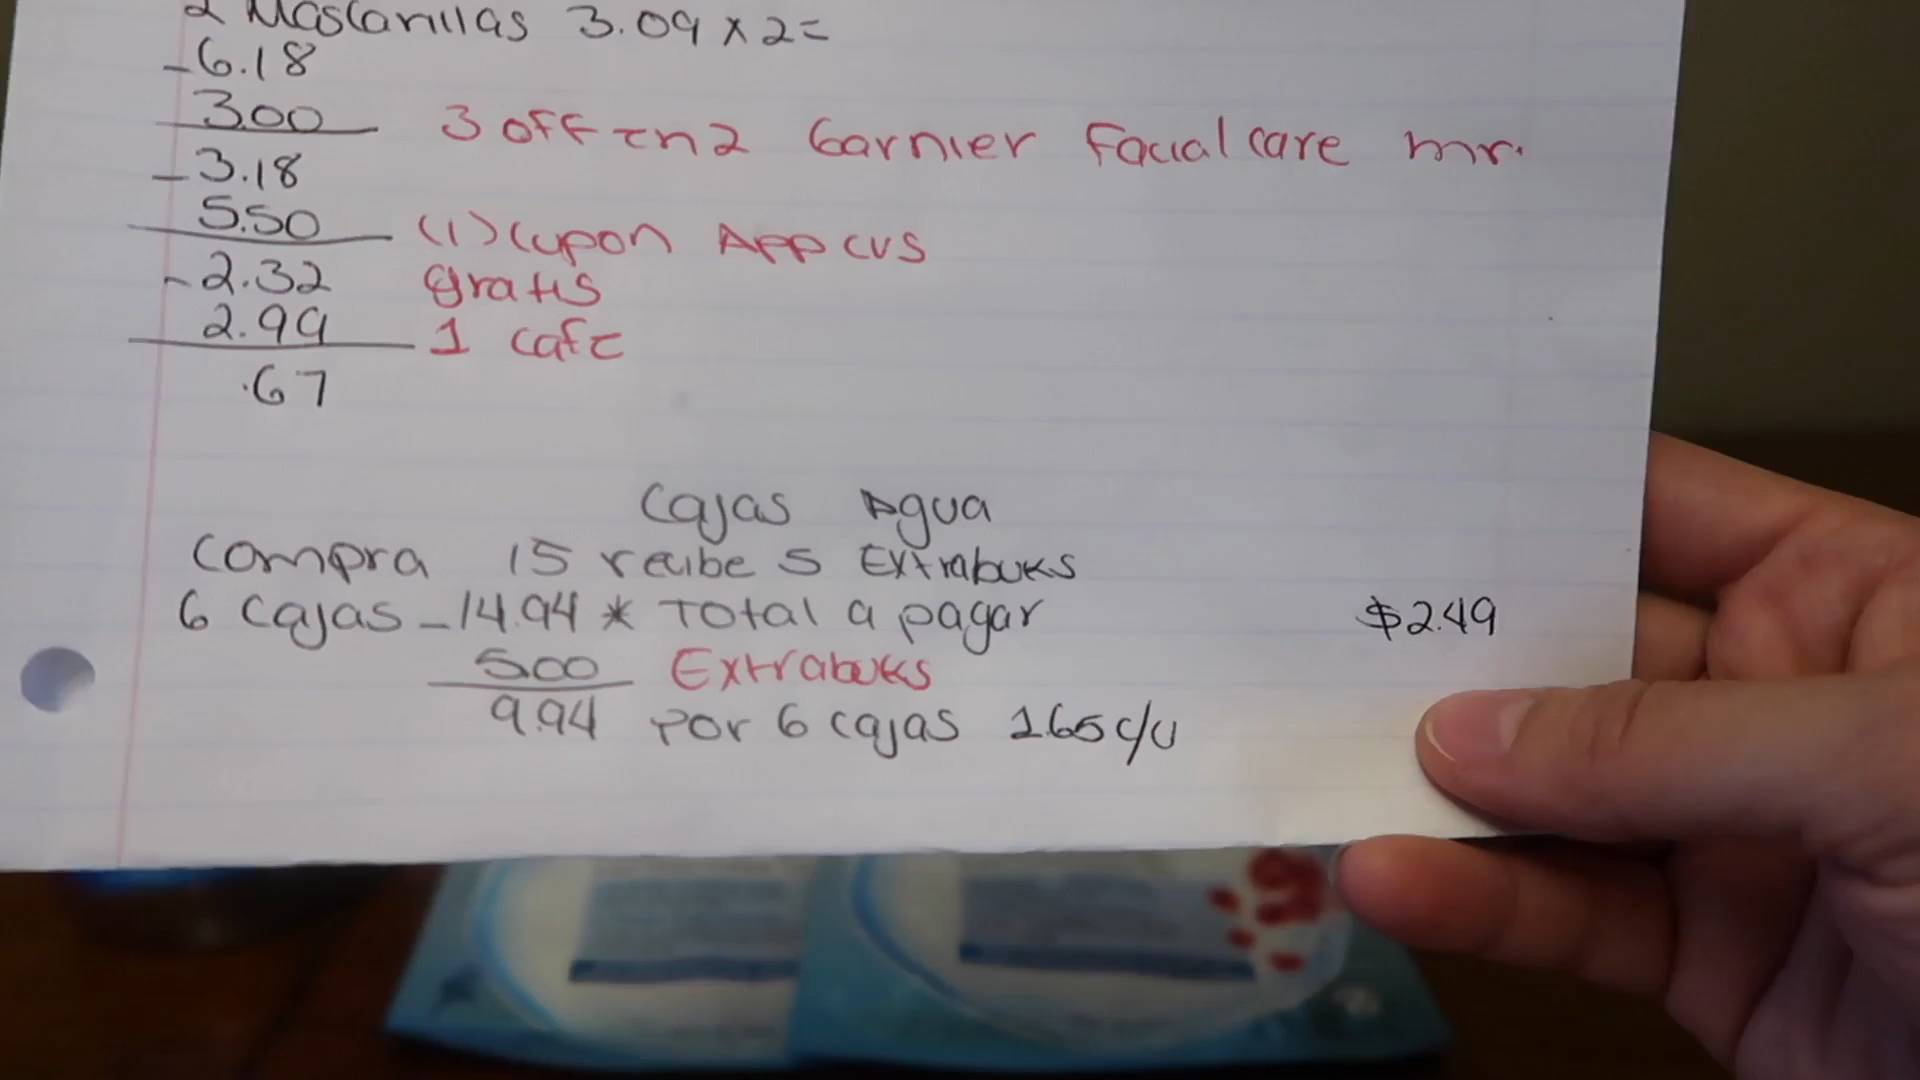 2 Mascarillas 3.09 x 2=
-6.18
3.00 3 off en 2 Garnier Facial care mr.
-3.18
5.50 (1) cupon App cvs
-2.32 gratis
2.99 1 cafe
.67
Cajas Agua
Compra 15 recibe 5 Extrabuks
6 Cajas -14.94 * Total a pagar $2.49
5.00 Extrabuks
9.94 Por 6 cajas 1.65 c/u